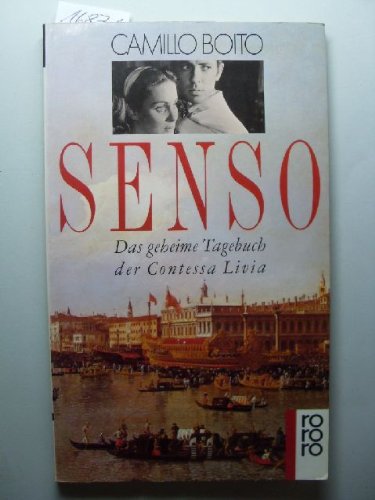 CAMILLO BOITO
SENSO
Das geheime Tagebuch
der Contessa Livia
ro
ro
ro